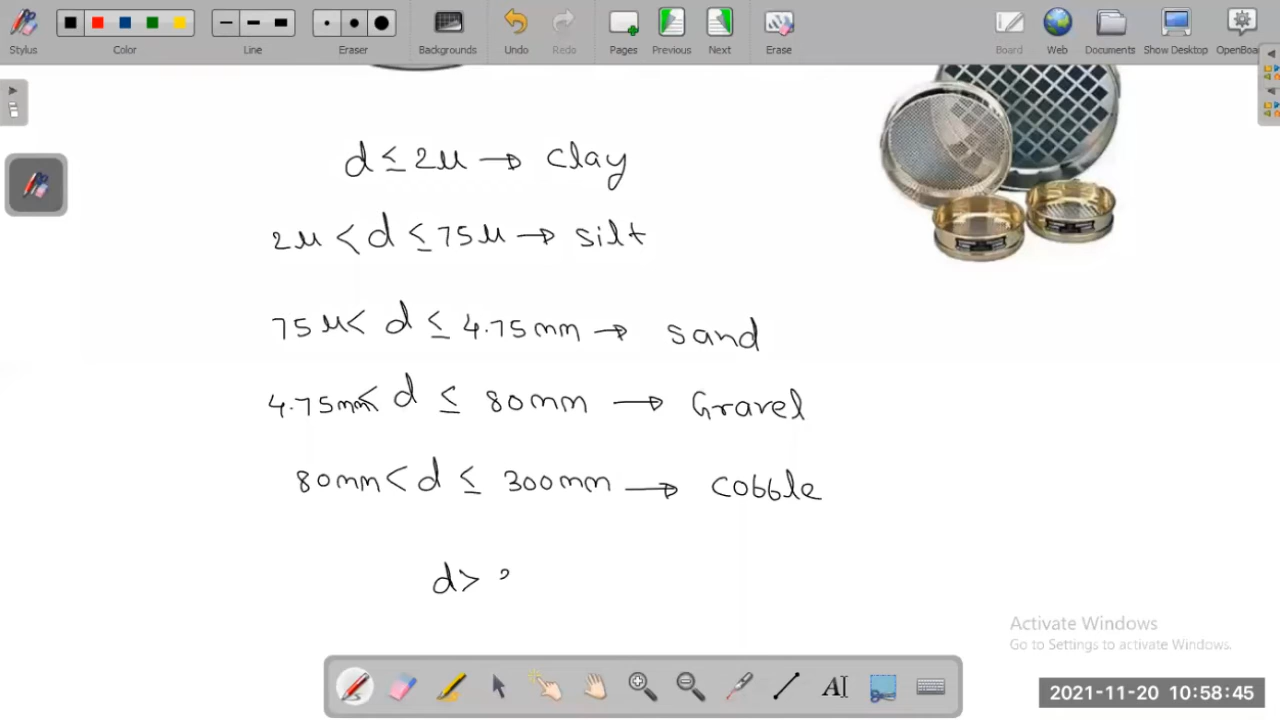 Stylus Color Line Eraser Backgrounds Undo Redo Pages Previous Next Erase Board Web Documents Show Desktop OpenBoa
d ≤ 2μ → clay
2μ < d ≤ 75μ → silt
75μ < d ≤ 4.75mm → sand
4.75mm < d ≤ 80mm → Gravel
80mm < d ≤ 300mm → cobble
d >
Activate Windows
Go to Settings to activate Windows.
AI
2021-11-20 10:58:45